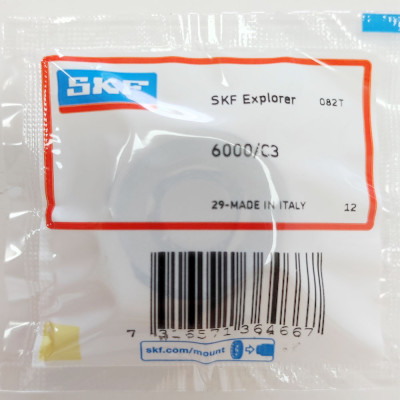 SKF
SKF Explorer 082T
6000/C3
29-MADE IN ITALY 12
7 316571 364667
skf.com/mount